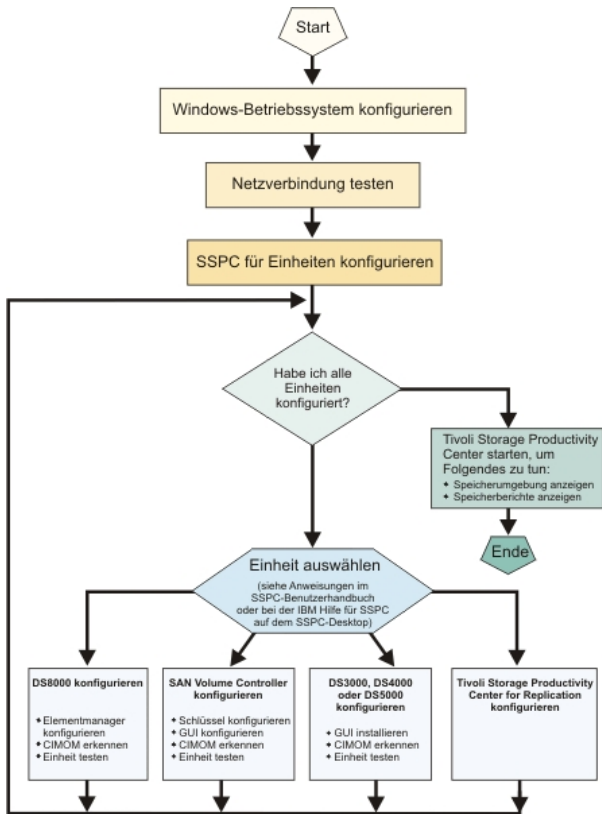 Start
Windows-Betriebssystem konfigurieren
Netzverbindung testen
SSPC für Einheiten konfigurieren
Habe ich alle
Einheiten
konfiguriert?
Tivoli Storage Productivity
Center starten, um
Folgendes zu tun:
✦ Speicherumgebung anzeigen
✦ Speicherberichte anzeigen
Ende
Einheit auswählen
(siehe Anweisungen im
SSPC-Benutzerhandbuch
oder bei der IBM Hilfe für SSPC
auf dem SSPC-Desktop)
DS8000 konfigurieren
✦ Elementmanager
konfigurieren
✦ CIMOM erkennen
✦ Einheit testen
SAN Volume Controller
konfigurieren
✦ Schlüssel konfigurieren
✦ GUI konfigurieren
✦ CIMOM erkennen
✦ Einheit testen
DS3000, DS4000
oder DS5000
konfigurieren
✦ GUI installieren
✦ CIMOM erkennen
✦ Einheit testen
Tivoli Storage Productivity
Center for Replication
konfigurieren